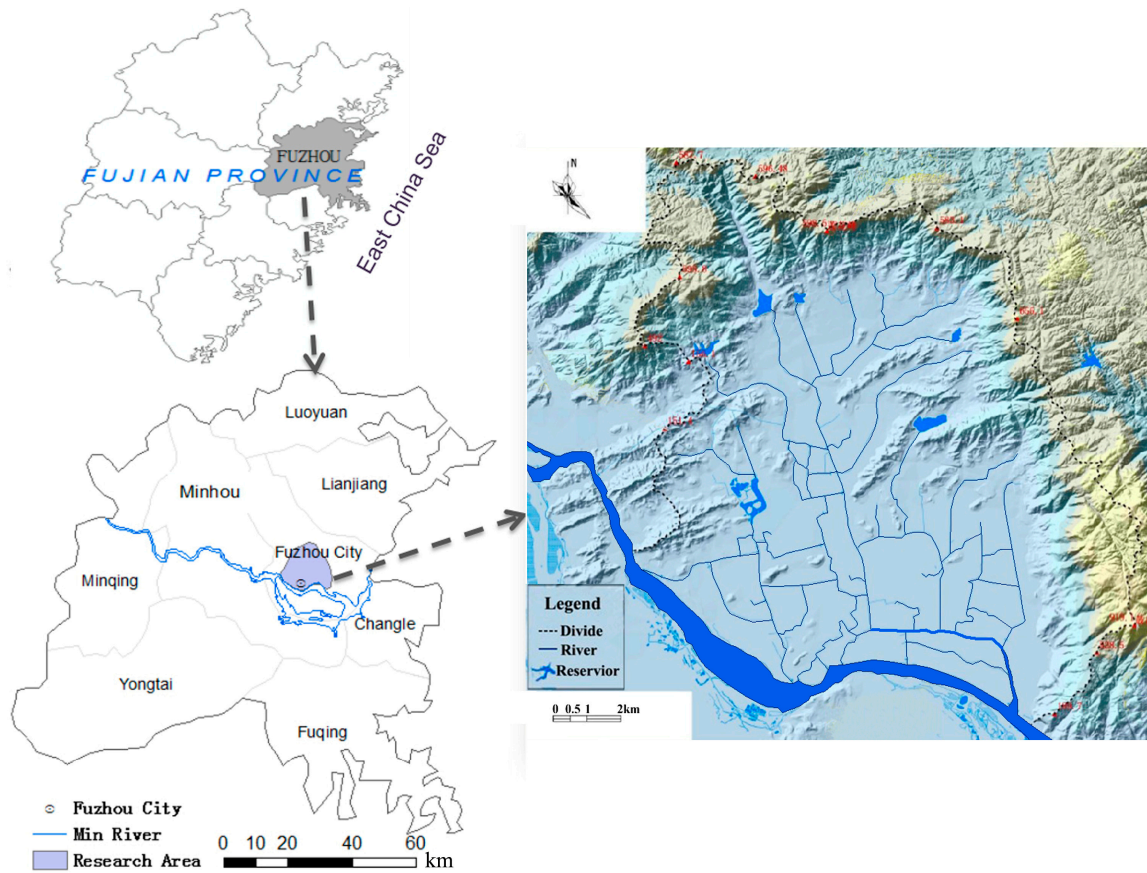 FUZHOU
FUJIAN PROVINCE
East China Sea
Luoyuan
Minhou
Lianjiang
Fuzhou City
Minqing
Changle
Yongtai
Fuqing
Fuzhou City
Min River
Research Area
0 10 20 40 60 km
N
Legend
Divide
River
Reservior
0 0.5 1 2km